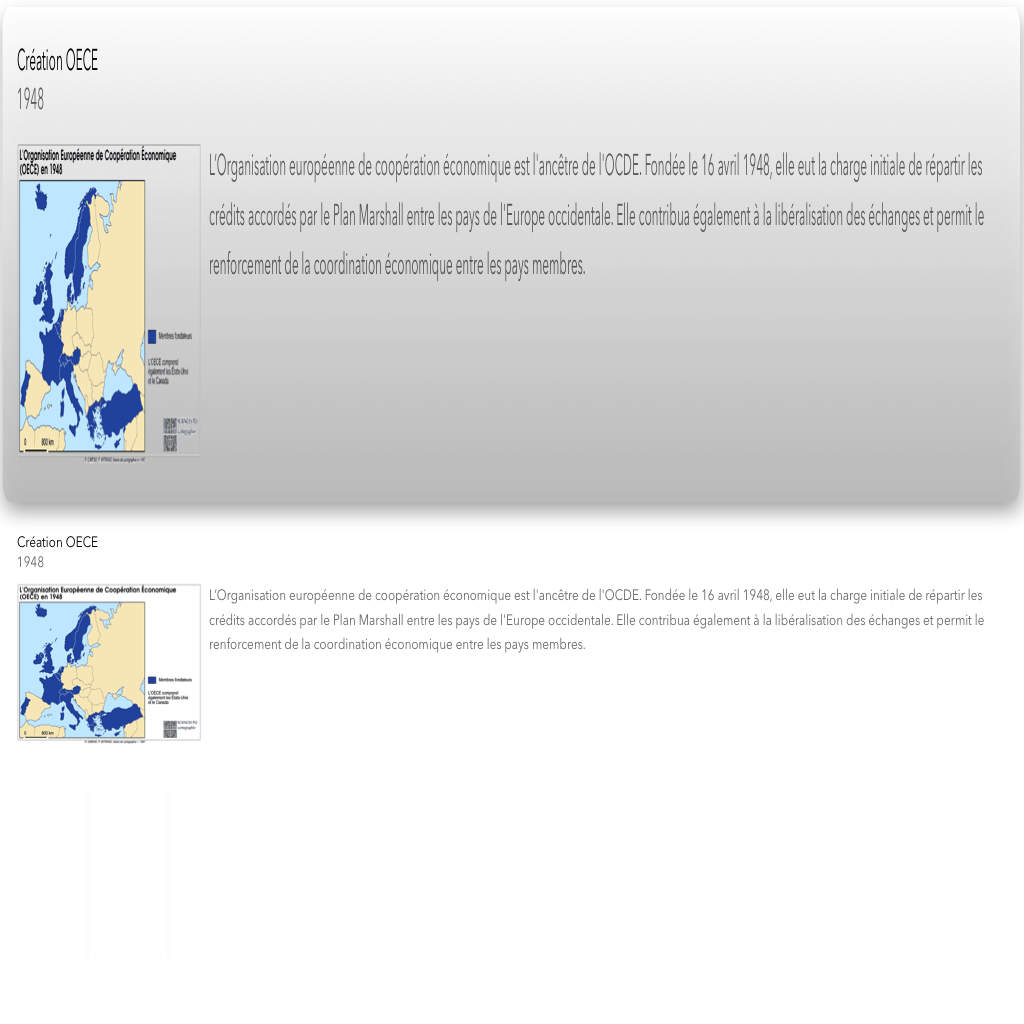 Création OECE
1948
L'Organisation Européenne de Coopération Économique
(OECE) en 1948
Membres fondateurs
L'OECE comprend
également les États-Unis
et le Canada
SCIENCES PO
cartographie
0 800 km
L'Organisation européenne de coopération économique est l'ancêtre de l'OCDE. Fondée le 16 avril 1948, elle eut la charge initiale de répartir les
crédits accordés par le Plan Marshall entre les pays de l'Europe occidentale. Elle contribua également à la libéralisation des échanges et permit le
renforcement de la coordination économique entre les pays membres.
Création OECE
1948
L'Organisation Européenne de Coopération Économique
(OECE) en 1948
Membres fondateurs
L'OECE comprend
également les États-Unis
et le Canada
SCIENCES PO
cartographie
0 800 km
L'Organisation européenne de coopération économique est l'ancêtre de l'OCDE. Fondée le 16 avril 1948, elle eut la charge initiale de répartir les
crédits accordés par le Plan Marshall entre les pays de l'Europe occidentale. Elle contribua également à la libéralisation des échanges et permit le
renforcement de la coordination économique entre les pays membres.